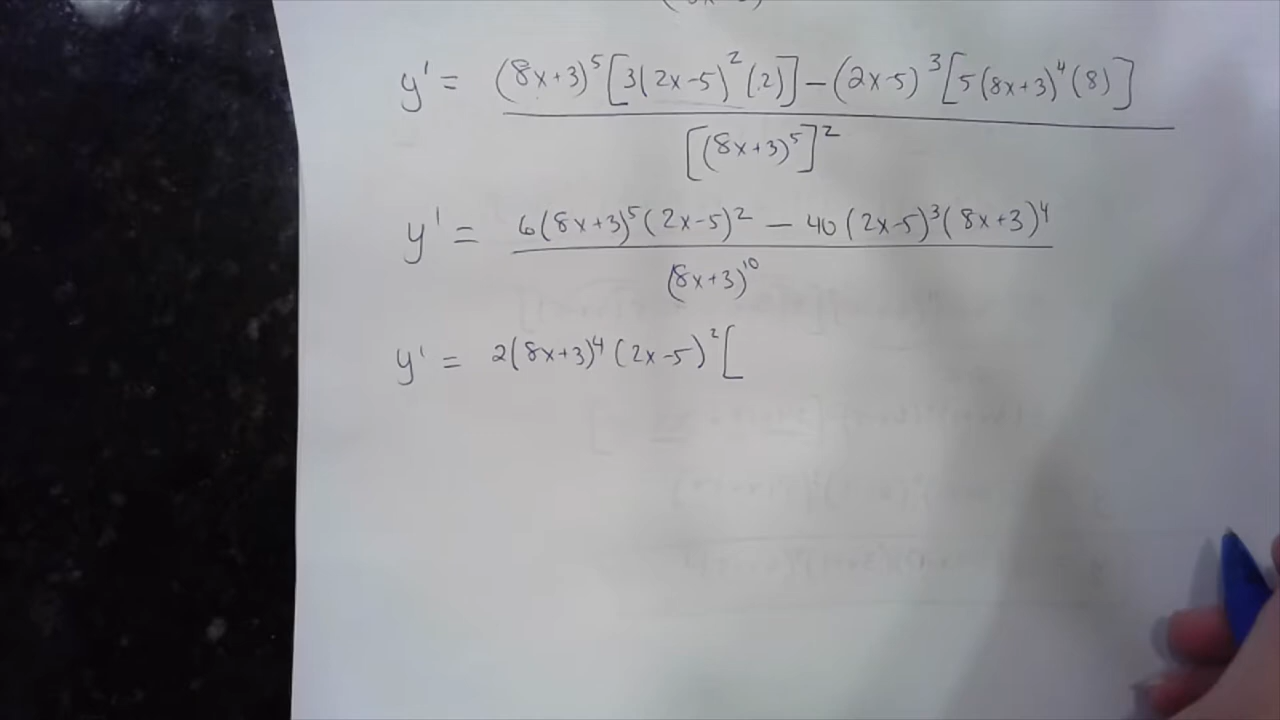 y' = (8x+3)^5 [3(2x-5)^2 (2)] - (2x-5)^3 [5(8x+3)^4 (8)]
[(8x+3)^5]^2
y' = 6(8x+3)^5 (2x-5)^2 - 40(2x-5)^3 (8x+3)^4
(8x+3)^10
y' = 2(8x+3)^4 (2x-5)^2 [